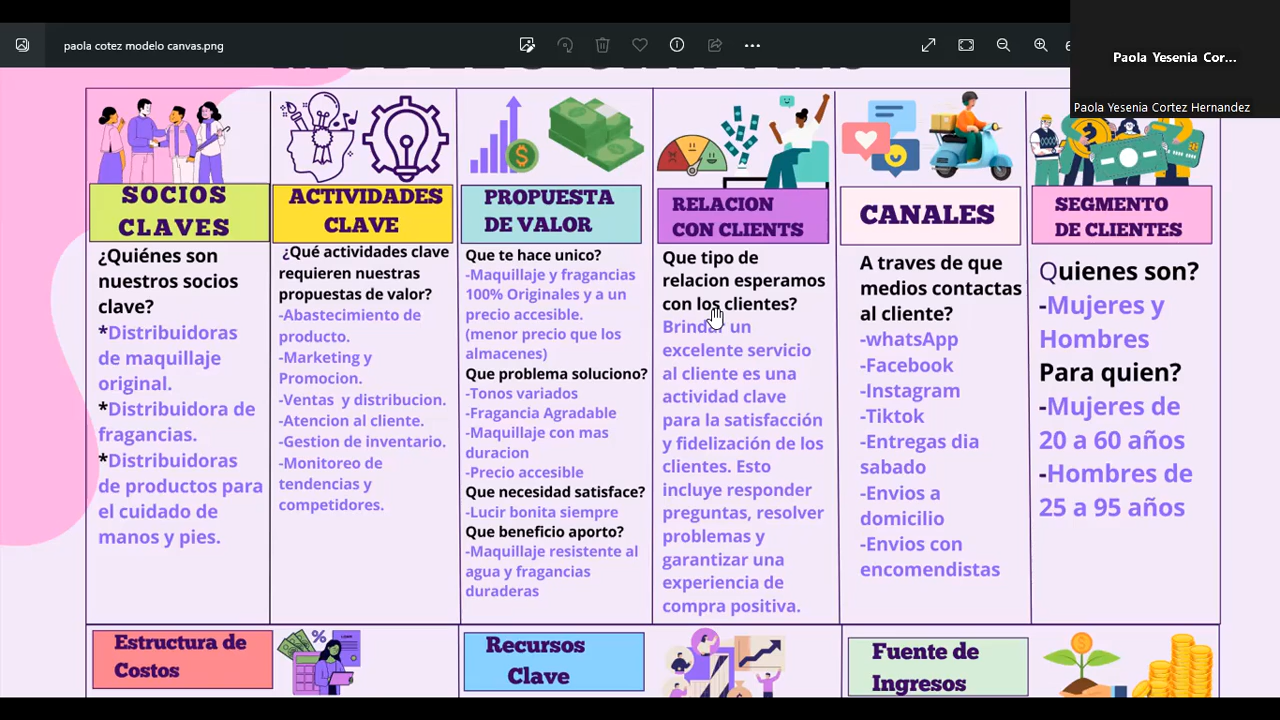 paola cotez modelo canvas.png
Paola Yesenia Cor...
Paola Yesenia Cortez Hernandez
SOCIOS
CLAVES
¿Quiénes son
nuestros socios
clave?
*Distribuidoras
de maquillaje
original.
*Distribuidora de
fragancias.
*Distribuidoras
de productos para
el cuidado de
manos y pies.
ACTIVIDADES
CLAVE
¿Qué actividades clave
requieren nuestras
propuestas de valor?
-Abastecimiento de
producto.
-Marketing y
Promocion.
-Ventas y distribucion.
-Atencion al cliente.
-Gestion de inventario.
-Monitoreo de
tendencias y
competidores.
PROPUESTA
DE VALOR
Que te hace unico?
-Maquillaje y fragancias
100% Originales y a un
precio accesible.
(menor precio que los
almacenes)
Que problema soluciono?
-Tonos variados
-Fragancia Agradable
-Maquillaje con mas
duracion
-Precio accesible
Que necesidad satisface?
-Lucir bonita siempre
Que beneficio aporto?
-Maquillaje resistente al
agua y fragancias
duraderas
RELACION
CON CLIENTS
Que tipo de
relacion esperamos
con los clientes?
Brindar un
excelente servicio
al cliente es una
actividad clave
para la satisfacción
y fidelización de los
clientes. Esto
incluye responder
preguntas, resolver
problemas y
garantizar una
experiencia de
compra positiva.
CANALES
A traves de que
medios contactas
al cliente?
-whatsApp
-Facebook
-Instagram
-Tiktok
-Entregas dia
sabado
-Envios a
domicilio
-Envios con
encomendistas
SEGMENTO
DE CLIENTES
Quienes son?
-Mujeres y
Hombres
Para quien?
-Mujeres de
20 a 60 años
-Hombres de
25 a 95 años
Estructura de
Costos
Recursos
Clave
Fuente de
Ingresos